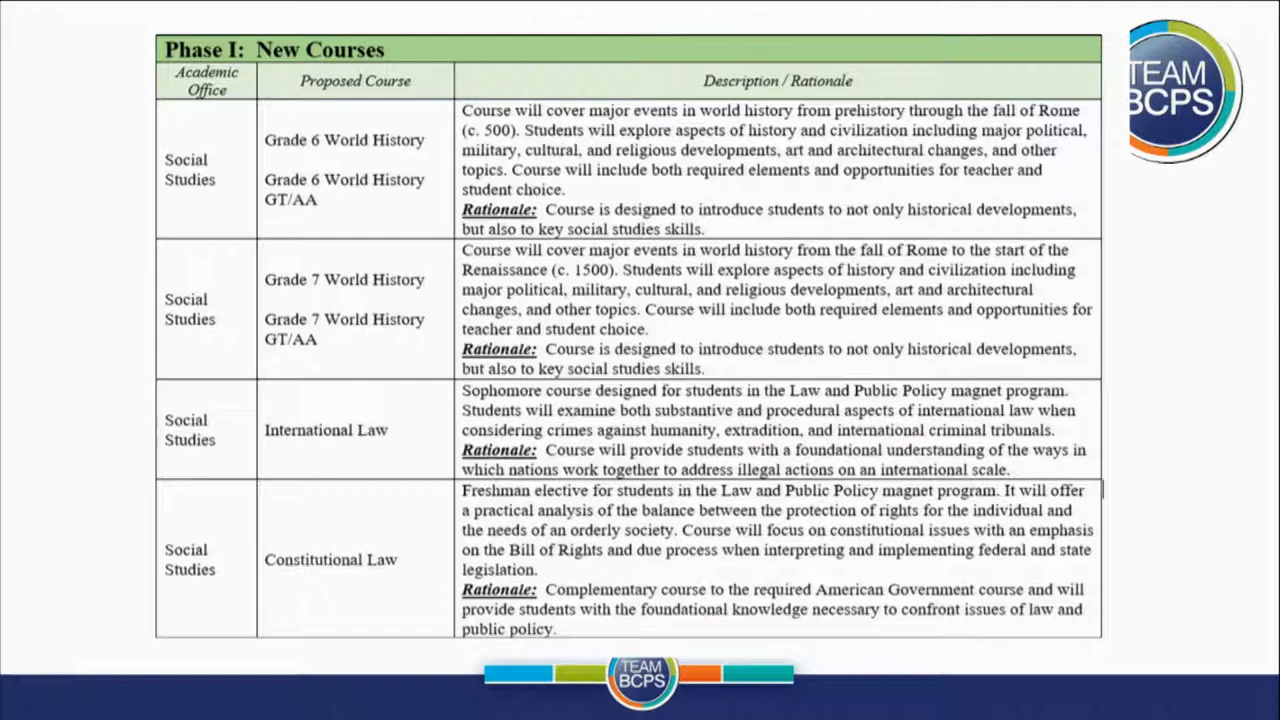 Phase I: New Courses
Academic
Office
Proposed Course
Description / Rationale
Social
Studies
Grade 6 World History
Grade 6 World History
GT/AA
Course will cover major events in world history from prehistory through the fall of Rome
(c. 500). Students will explore aspects of history and civilization including major political,
military, cultural, and religious developments, art and architectural changes, and other
topics. Course will include both required elements and opportunities for teacher and
student choice.
Rationale: Course is designed to introduce students to not only historical developments,
but also to key social studies skills.
Social
Studies
Grade 7 World History
Grade 7 World History
GT/AA
Course will cover major events in world history from the fall of Rome to the start of the
Renaissance (c. 1500). Students will explore aspects of history and civilization including
major political, military, cultural, and religious developments, art and architectural
changes, and other topics. Course will include both required elements and opportunities for
teacher and student choice.
Rationale: Course is designed to introduce students to not only historical developments,
but also to key social studies skills.
Social
Studies
International Law
Sophomore course designed for students in the Law and Public Policy magnet program.
Students will examine both substantive and procedural aspects of international law when
considering crimes against humanity, extradition, and international criminal tribunals.
Rationale: Course will provide students with a foundational understanding of the ways in
which nations work together to address illegal actions on an international scale.
Social
Studies
Constitutional Law
Freshman elective for students in the Law and Public Policy magnet program. It will offer
a practical analysis of the balance between the protection of rights for the individual and
the needs of an orderly society. Course will focus on constitutional issues with an emphasis
on the Bill of Rights and due process when interpreting and implementing federal and state
legislation.
Rationale: Complementary course to the required American Government course and will
provide students with the foundational knowledge necessary to confront issues of law and
public policy.
TEAM
BCPS
TEAM
BCPS